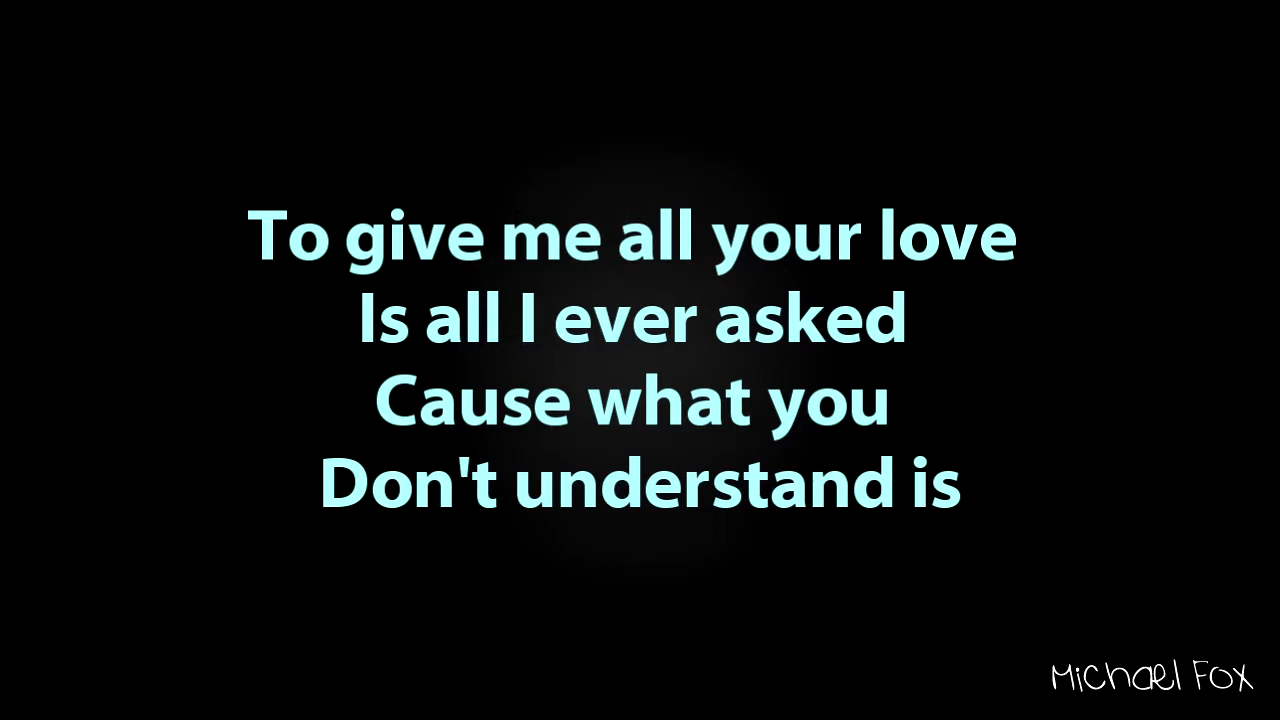 To give me all your love
Is all I ever asked
Cause what you
Don't understand is
Michael Fox